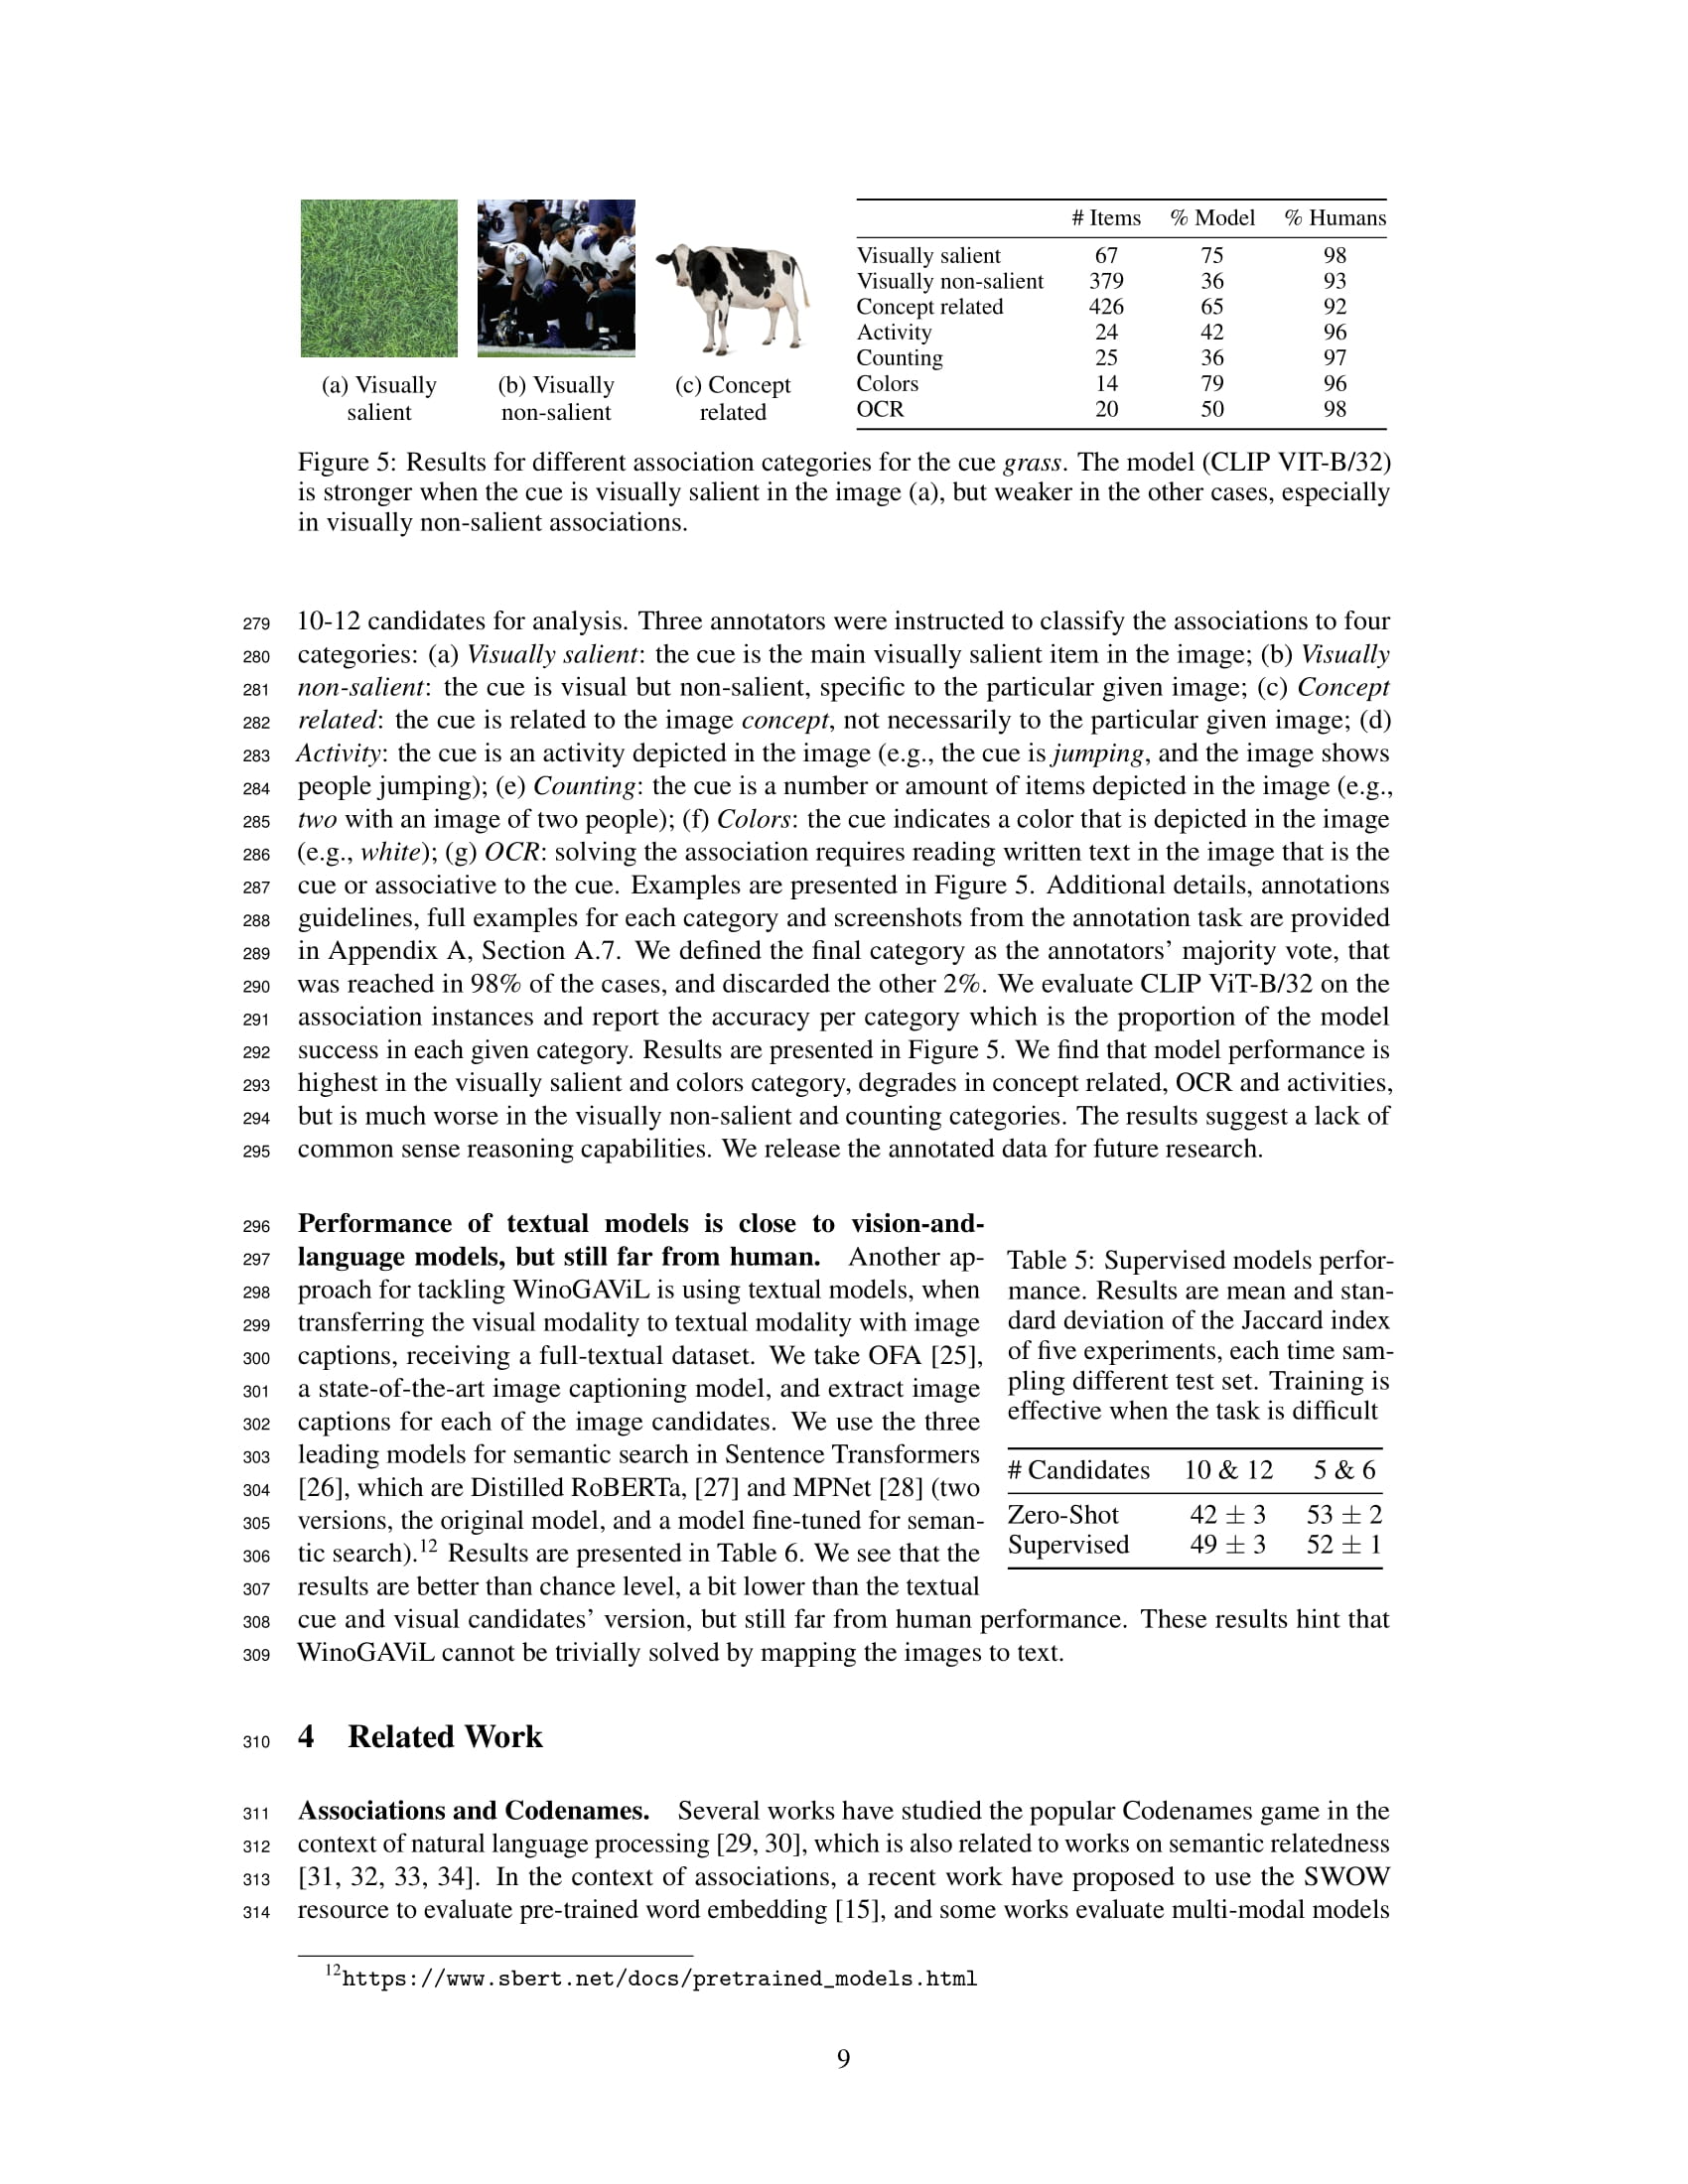 (a) Visually
salient
(b) Visually
non-salient
(c) Concept
related
# Items % Model % Humans
Visually salient 67 75 98
Visually non-salient 379 36 93
Concept related 426 65 92
Activity 24 42 96
Counting 25 36 97
Colors 14 79 96
OCR 20 50 98
Figure 5: Results for different association categories for the cue grass. The model (CLIP VIT-B/32)
is stronger when the cue is visually salient in the image (a), but weaker in the other cases, especially
in visually non-salient associations.
279 10-12 candidates for analysis. Three annotators were instructed to classify the associations to four
280 categories: (a) Visually salient: the cue is the main visually salient item in the image; (b) Visually
281 non-salient: the cue is visual but non-salient, specific to the particular given image; (c) Concept
282 related: the cue is related to the image concept, not necessarily to the particular given image; (d)
283 Activity: the cue is an activity depicted in the image (e.g., the cue is jumping, and the image shows
284 people jumping); (e) Counting: the cue is a number or amount of items depicted in the image (e.g.,
285 two with an image of two people); (f) Colors: the cue indicates a color that is depicted in the image
286 (e.g., white); (g) OCR: solving the association requires reading written text in the image that is the
287 cue or associative to the cue. Examples are presented in Figure 5. Additional details, annotations
288 guidelines, full examples for each category and screenshots from the annotation task are provided
289 in Appendix A, Section A.7. We defined the final category as the annotators' majority vote, that
290 was reached in 98% of the cases, and discarded the other 2%. We evaluate CLIP ViT-B/32 on the
291 association instances and report the accuracy per category which is the proportion of the model
292 success in each given category. Results are presented in Figure 5. We find that model performance is
293 highest in the visually salient and colors category, degrades in concept related, OCR and activities,
294 but is much worse in the visually non-salient and counting categories. The results suggest a lack of
295 common sense reasoning capabilities. We release the annotated data for future research.
296 Performance of textual models is close to vision-and-
297 language models, but still far from human. Another ap-
298 proach for tackling WinoGAViL is using textual models, when
299 transferring the visual modality to textual modality with image
300 captions, receiving a full-textual dataset. We take OFA [25],
301 a state-of-the-art image captioning model, and extract image
302 captions for each of the image candidates. We use the three
303 leading models for semantic search in Sentence Transformers
304 [26], which are Distilled RoBERTa, [27] and MPNet [28] (two
305 versions, the original model, and a model fine-tuned for seman-
306 tic search).12 Results are presented in Table 6. We see that the
307 results are better than chance level, a bit lower than the textual
308 cue and visual candidates' version, but still far from human performance. These results hint that
309 WinoGAViL cannot be trivially solved by mapping the images to text.
Table 5: Supervised models perfor-
mance. Results are mean and stan-
dard deviation of the Jaccard index
of five experiments, each time sam-
pling different test set. Training is
effective when the task is difficult
# Candidates 10 & 12 5 & 6
Zero-Shot 42 ± 3 53 ± 2
Supervised 49 ± 3 52 ± 1
310 4 Related Work
311 Associations and Codenames. Several works have studied the popular Codenames game in the
312 context of natural language processing [29, 30], which is also related to works on semantic relatedness
313 [31, 32, 33, 34]. In the context of associations, a recent work have proposed to use the SWOW
314 resource to evaluate pre-trained word embedding [15], and some works evaluate multi-modal models
12https://www.sbert.net/docs/pretrained_models.html
9